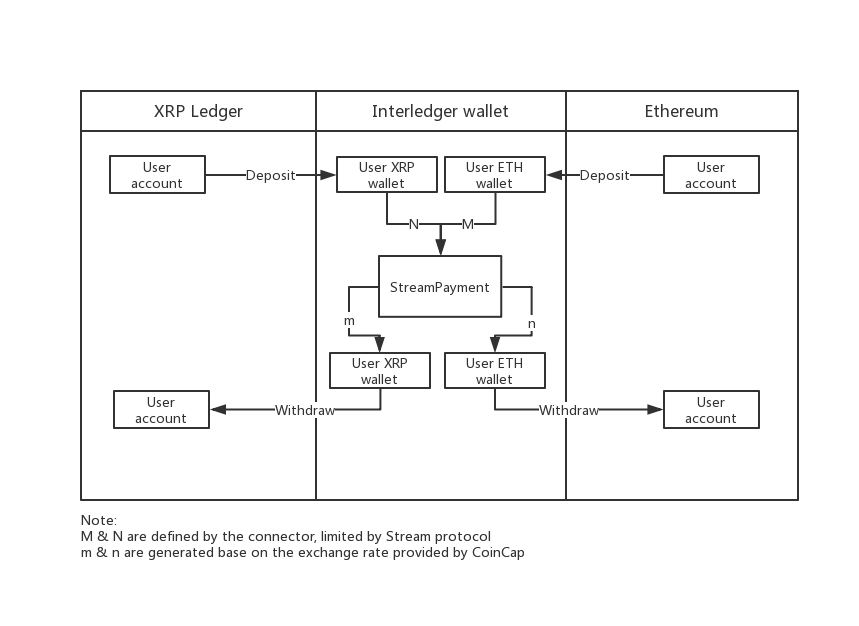 XRP Ledger
Interledger wallet
Ethereum
User
account
Deposit
User XRP
wallet
User ETH
wallet
Deposit
User
account
N
M
StreamPayment
m
n
User XRP
wallet
User ETH
wallet
User
account
Withdraw
Withdraw
User
account
Note:
M & N are defined by the connector, limited by Stream protocol
m & n are generated base on the exchange rate provided by CoinCap